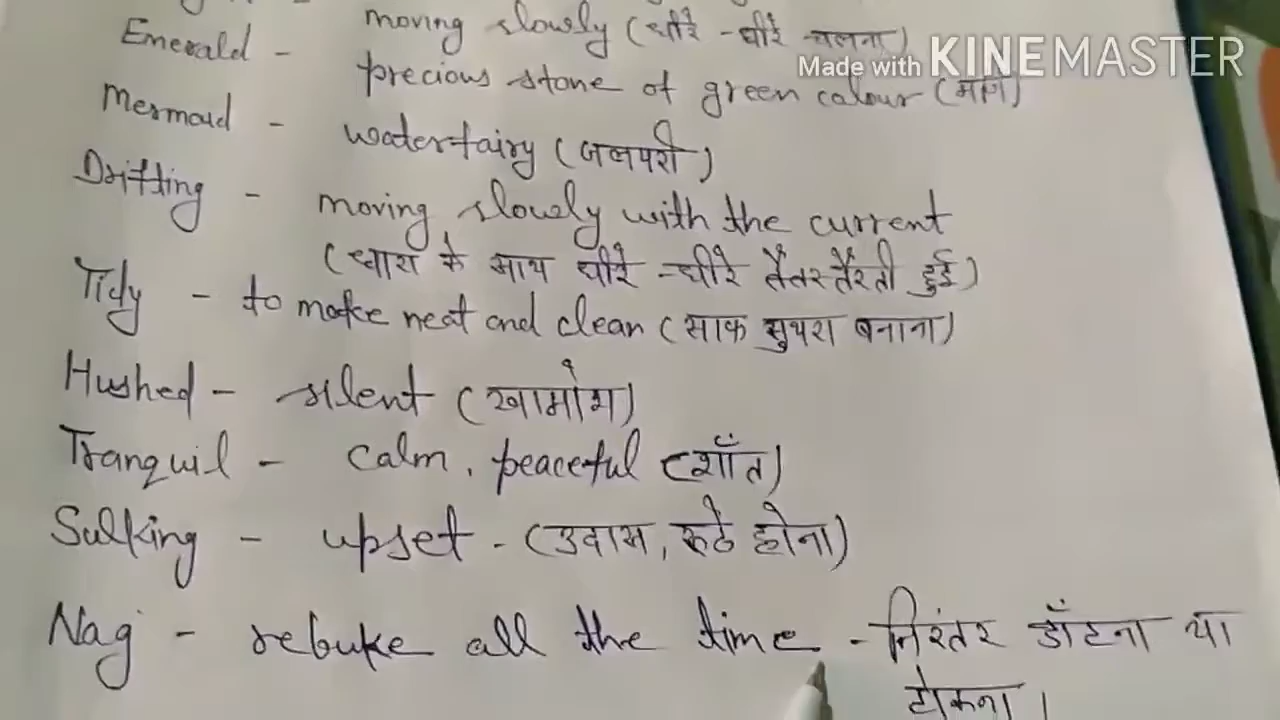 moving slowly (धीरे - धीरे चलना)
Made with KINEMASTER
Emerald - precious stone of green colour (मणि)
Mermaid - waterfairy (जलपरी)
Drifting - moving slowly with the current
(धारा के साथ धीरे - धीरे तैतर तैरती हुई)
Tidy - to make neat and clean (साफ सुथरा बनाना)
Hushed - silent (खामोश)
Tranquil - calm, peaceful (शाँत)
Sulking - upset - (उदास, रूठे होना)
Nag - rebuke all the time - निरंतर डाँटना या
टोकना ।